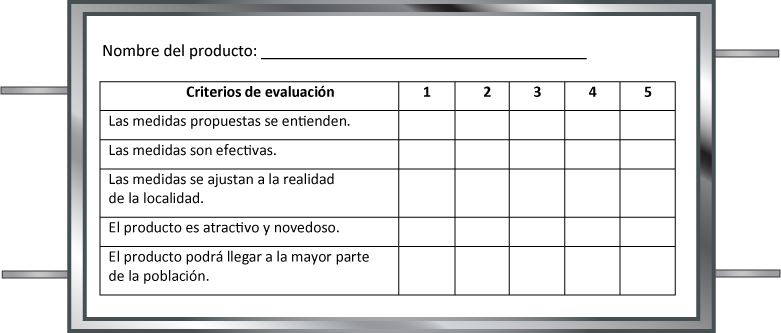 Nombre del producto: ______________________________________
Criterios de evaluación 1 2 3 4 5
Las medidas propuestas se entienden.
Las medidas son efectivas.
Las medidas se ajustan a la realidad
de la localidad.
El producto es atractivo y novedoso.
El producto podrá llegar a la mayor parte
de la población.